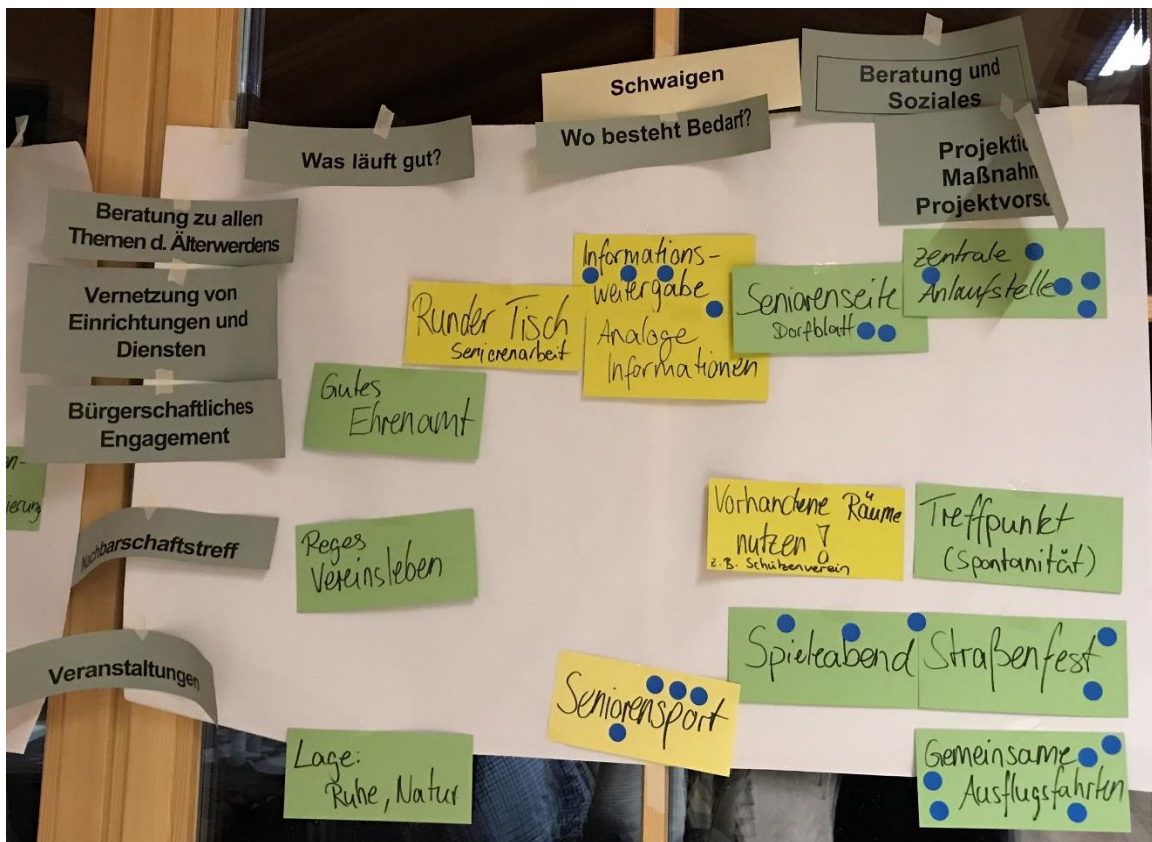 Schwaigen
Beratung und
Soziales
Was läuft gut?
Wo besteht Bedarf?
Maßnahm
Projektvorsc
Beratung zu allen
Themen d. Älterwerdens
Vernetzung von
Einrichtungen und
Diensten
Bürgerschaftliches
Engagement
Nachbarschaftstreff
Veranstaltungen
Runder Tisch
Seniorenarbeit
Informations-
weitergabe
Analoge
Informationen
Seniorenseite
Dorfblatt
zentrale
Anlaufstelle
Gutes
Ehrenamt
Reges
Vereinsleben
Vorhandene Räume
nutzen!
z.B. Schützenverein
Treffpunkt
(Spontanität)
Spieleabend
Straßenfest
Seniorensport
Lage:
Ruhe, Natur
Gemeinsame
Ausflugsfahrten